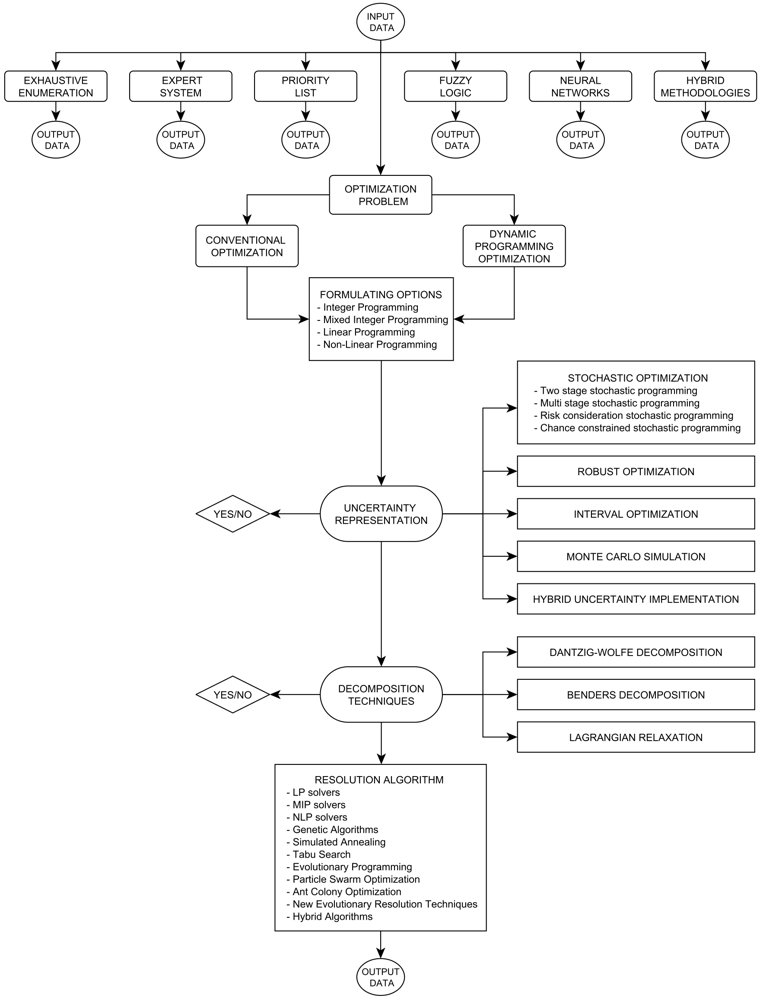 INPUT
DATA
EXHAUSTIVE
ENUMERATION
EXPERT
SYSTEM
PRIORITY
LIST
FUZZY
LOGIC
NEURAL
NETWORKS
HYBRID
METHODOLOGIES
OUTPUT
DATA
OUTPUT
DATA
OUTPUT
DATA
OUTPUT
DATA
OUTPUT
DATA
OUTPUT
DATA
OPTIMIZATION
PROBLEM
CONVENTIONAL
OPTIMIZATION
DYNAMIC
PROGRAMMING
OPTIMIZATION
FORMULATING OPTIONS
- Integer Programming
- Mixed Integer Programming
- Linear Programming
- Non-Linear Programming
STOCHASTIC OPTIMIZATION
- Two stage stochastic programming
- Multi stage stochastic programming
- Risk consideration stochastic programming
- Chance constrained stochastic programming
ROBUST OPTIMIZATION
YES/NO
UNCERTAINTY
REPRESENTATION
INTERVAL OPTIMIZATION
MONTE CARLO SIMULATION
HYBRID UNCERTAINTY IMPLEMENTATION
DANTZIG-WOLFE DECOMPOSITION
YES/NO
DECOMPOSITION
TECHNIQUES
BENDERS DECOMPOSITION
LAGRANGIAN RELAXATION
RESOLUTION ALGORITHM
- LP solvers
- MIP solvers
- NLP solvers
- Genetic Algorithms
- Simulated Annealing
- Tabu Search
- Evolutionary Programming
- Particle Swarm Optimization
- Ant Colony Optimization
- New Evolutionary Resolution Techniques
- Hybrid Algorithms
OUTPUT
DATA